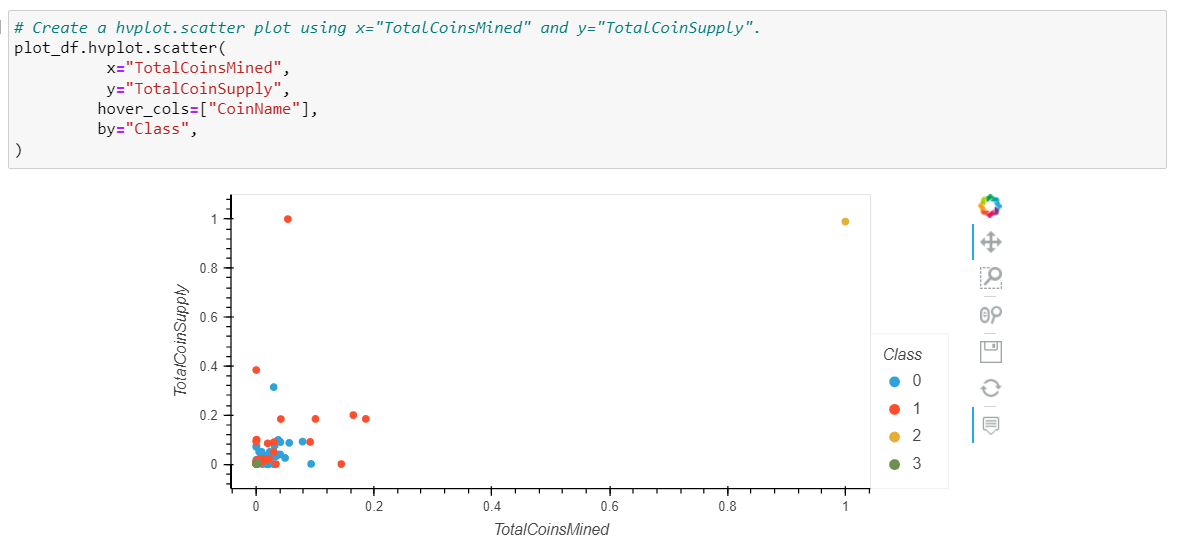 # Create a hvplot.scatter plot using x="TotalCoinsMined" and y="TotalCoinSupply".
plot_df.hvplot.scatter(
x="TotalCoinsMined",
y="TotalCoinSupply",
hover_cols=["CoinName"],
by="Class",
)
TotalCoinSupply
1
0.8
0.6
0.4
0.2
0
0
0.2
0.4
0.6
0.8
1
TotalCoinsMined
Class
0
1
2
3